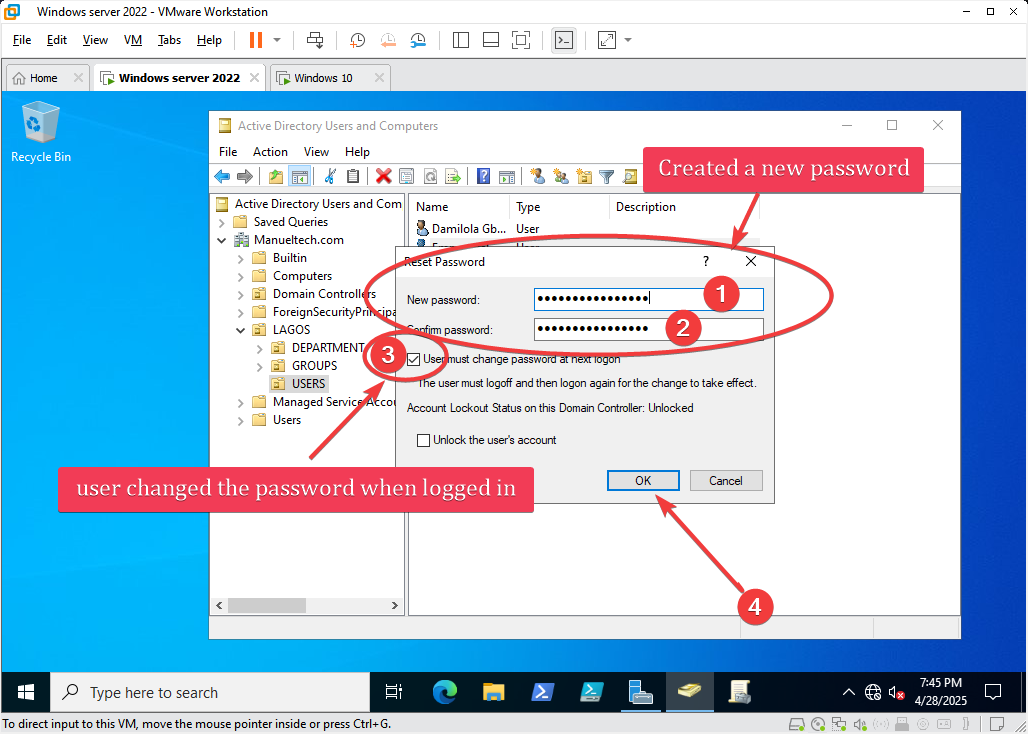 Windows server 2022 - VMware Workstation
File Edit View VM Tabs Help
Home Windows server 2022 Windows 10
Recycle Bin
Active Directory Users and Computers
File Action View Help
Created a new password
Active Directory Users and Com
Saved Queries
Manueltech.com
Builtin
Computers
Domain Controllers
ForeignSecurityPrincipa
LAGOS
DEPARTMENT
GROUPS
USERS
Managed Service Accou
Users
Name Type Description
Damilola Gb... User
Reset Password
?
New password:
1
Confirm password:
2
3
User must change password at next logon
The user must logoff and then logon again for the change to take effect.
Account Lockout Status on this Domain Controller: Unlocked
Unlock the user's account
OK Cancel
user changed the password when logged in
4
Type here to search
7:45 PM
4/28/2025
To direct input to this VM, move the mouse pointer inside or press Ctrl+G.